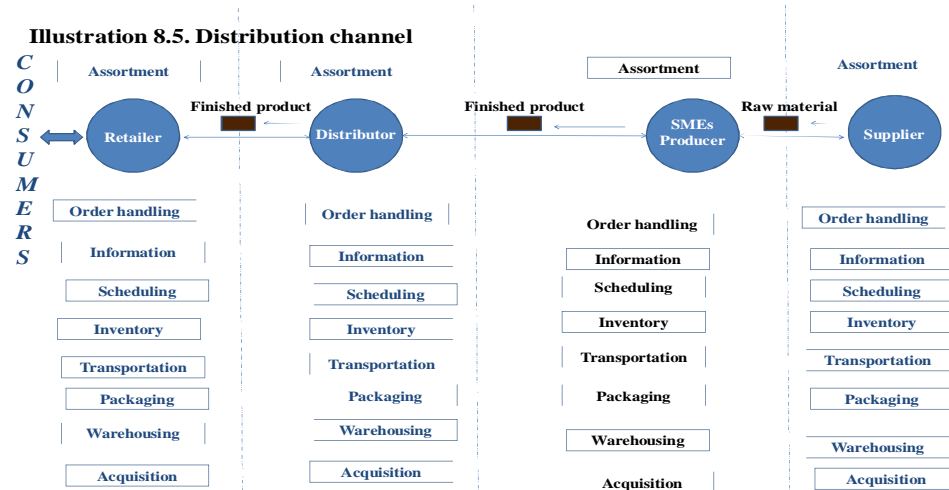 Illustration 8.5. Distribution channel
C
O
N
S
U
M
E
R
S
Assortment
Assortment
Assortment
Assortment
Finished product
Finished product
Raw material
Retailer
Distributor
SMEs
Producer
Supplier
Order handling
Information
Scheduling
Inventory
Transportation
Packaging
Warehousing
Acquisition
Order handling
Information
Scheduling
Inventory
Transportation
Packaging
Warehousing
Acquisition
Order handling
Information
Scheduling
Inventory
Transportation
Packaging
Warehousing
Acquisition
Order handling
Information
Scheduling
Inventory
Transportation
Packaging
Warehousing
Acquisition